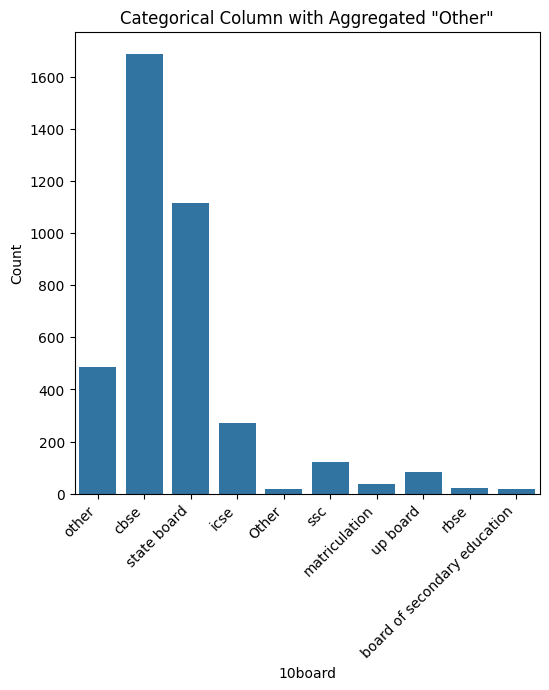 Categorical Column with Aggregated "Other"
1600
1400
1200
1000
800
600
400
200
0
Count
other
cbse
state board
icse
Other
ssc
matriculation
up board
rbse
board of secondary education
10board